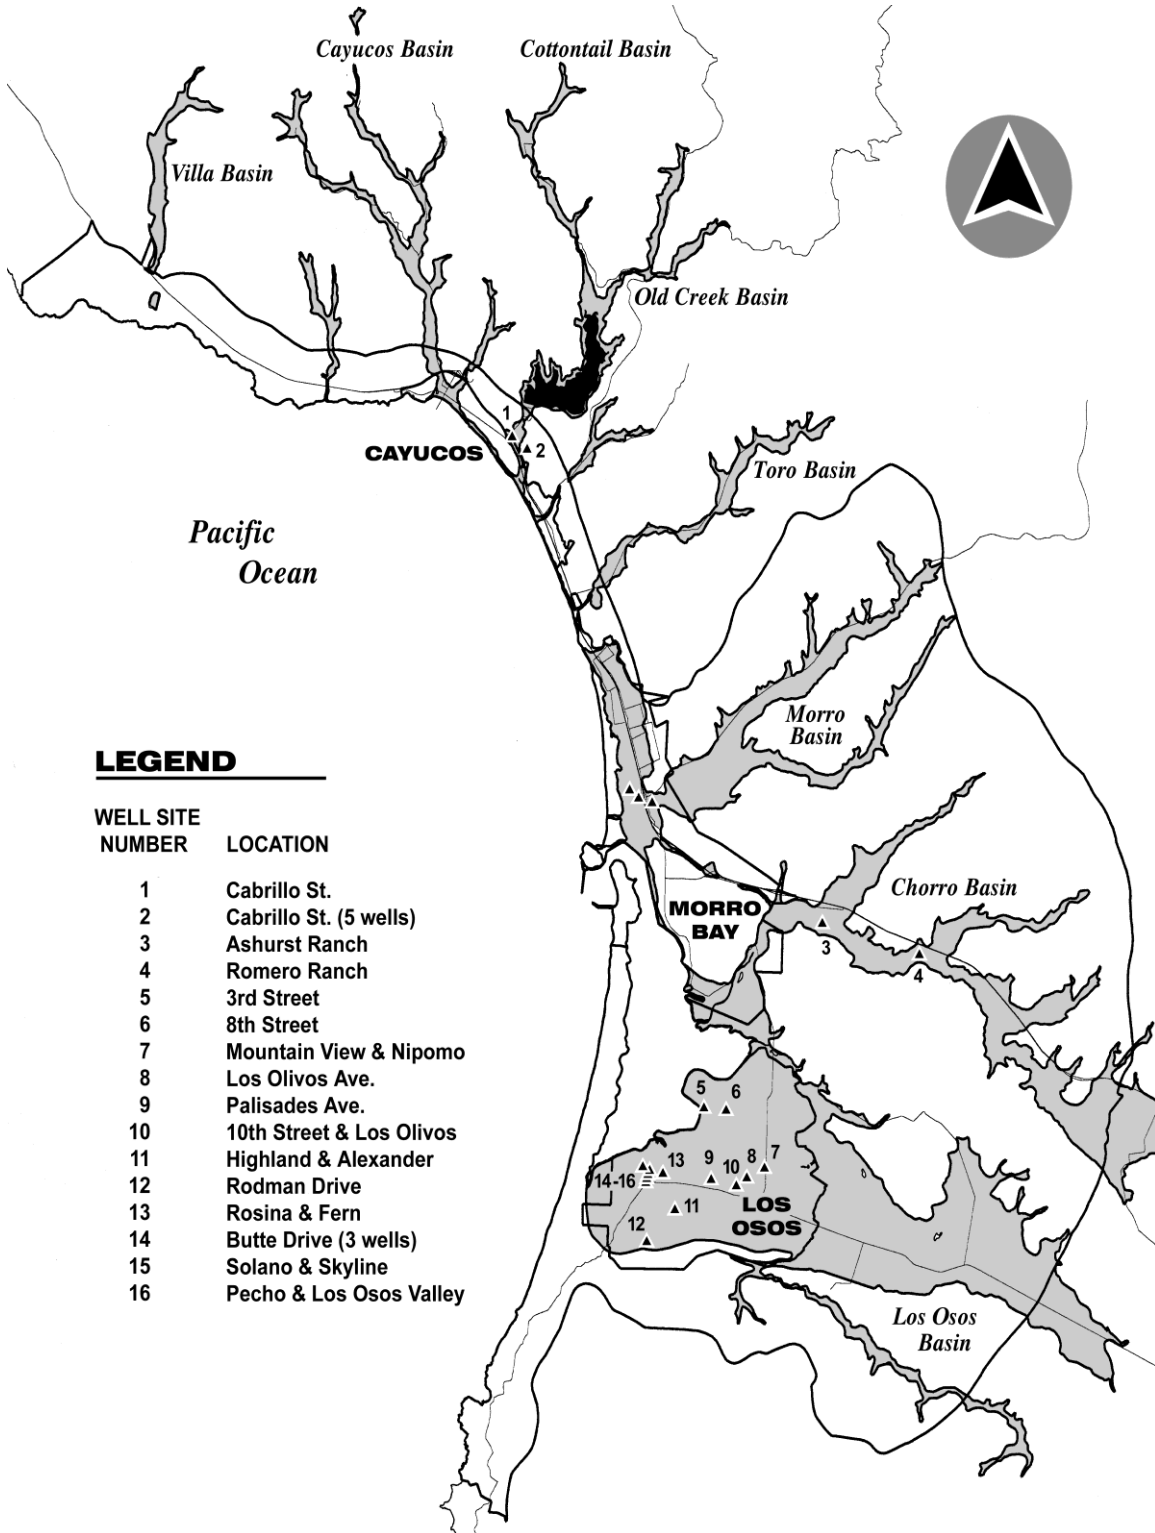 Cayucos Basin
Cottontail Basin
Villa Basin
Old Creek Basin
1
CAYUCOS
2
Toro Basin
Pacific
Ocean
Morro
Basin
LEGEND
WELL SITE
NUMBER LOCATION
1 Cabrillo St.
2 Cabrillo St. (5 wells)
3 Ashurst Ranch
4 Romero Ranch
5 3rd Street
6 8th Street
7 Mountain View & Nipomo
8 Los Olivos Ave.
9 Palisades Ave.
10 10th Street & Los Olivos
11 Highland & Alexander
12 Rodman Drive
13 Rosina & Fern
14 Butte Drive (3 wells)
15 Solano & Skyline
16 Pecho & Los Osos Valley
Chorro Basin
MORRO
BAY
3
4
5
6
7
8
9
10
13
14-16
11
12
LOS
OSOS
Los Osos
Basin